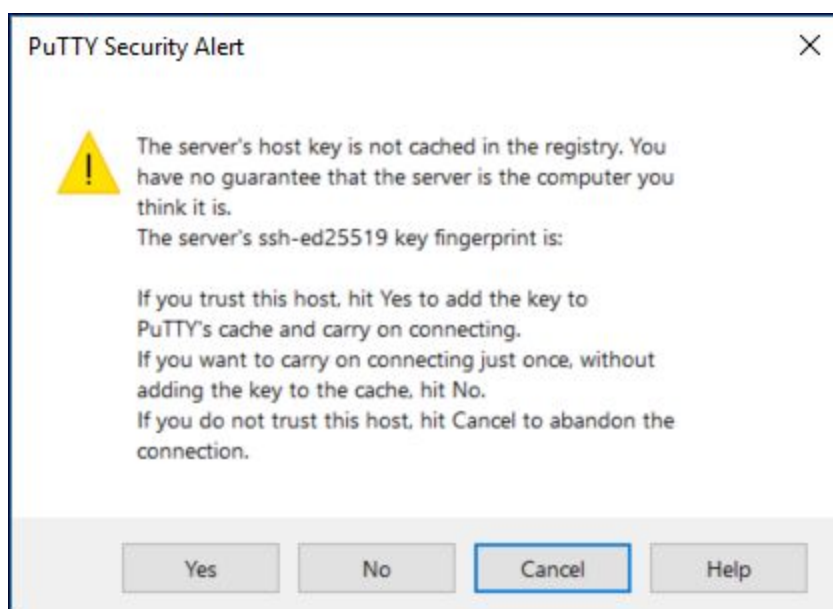 PuTTY Security Alert
The server's host key is not cached in the registry. You
have no guarantee that the server is the computer you
think it is.
The server's ssh-ed25519 key fingerprint is:
If you trust this host, hit Yes to add the key to
PuTTY's cache and carry on connecting.
If you want to carry on connecting just once, without
adding the key to the cache, hit No.
If you do not trust this host, hit Cancel to abandon the
connection.
Yes No Cancel Help